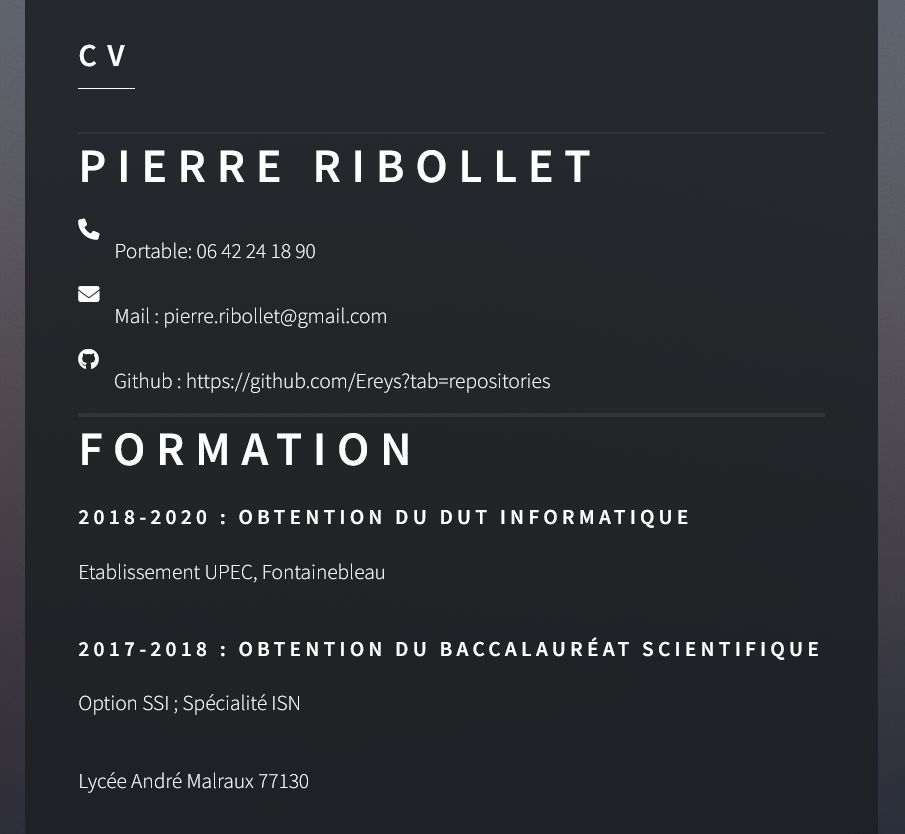 CV
PIERRE RIBOLLET
Portable: 06 42 24 18 90
Mail : pierre.ribollet@gmail.com
Github : https://github.com/Ereys?tab=repositories
FORMATION
2018-2020 : OBTENTION DU DUT INFORMATIQUE
Etablissement UPEC, Fontainebleau
2017-2018 : OBTENTION DU BACCALAURÉAT SCIENTIFIQUE
Option SSI ; Spécialité ISN
Lycée André Malraux 77130